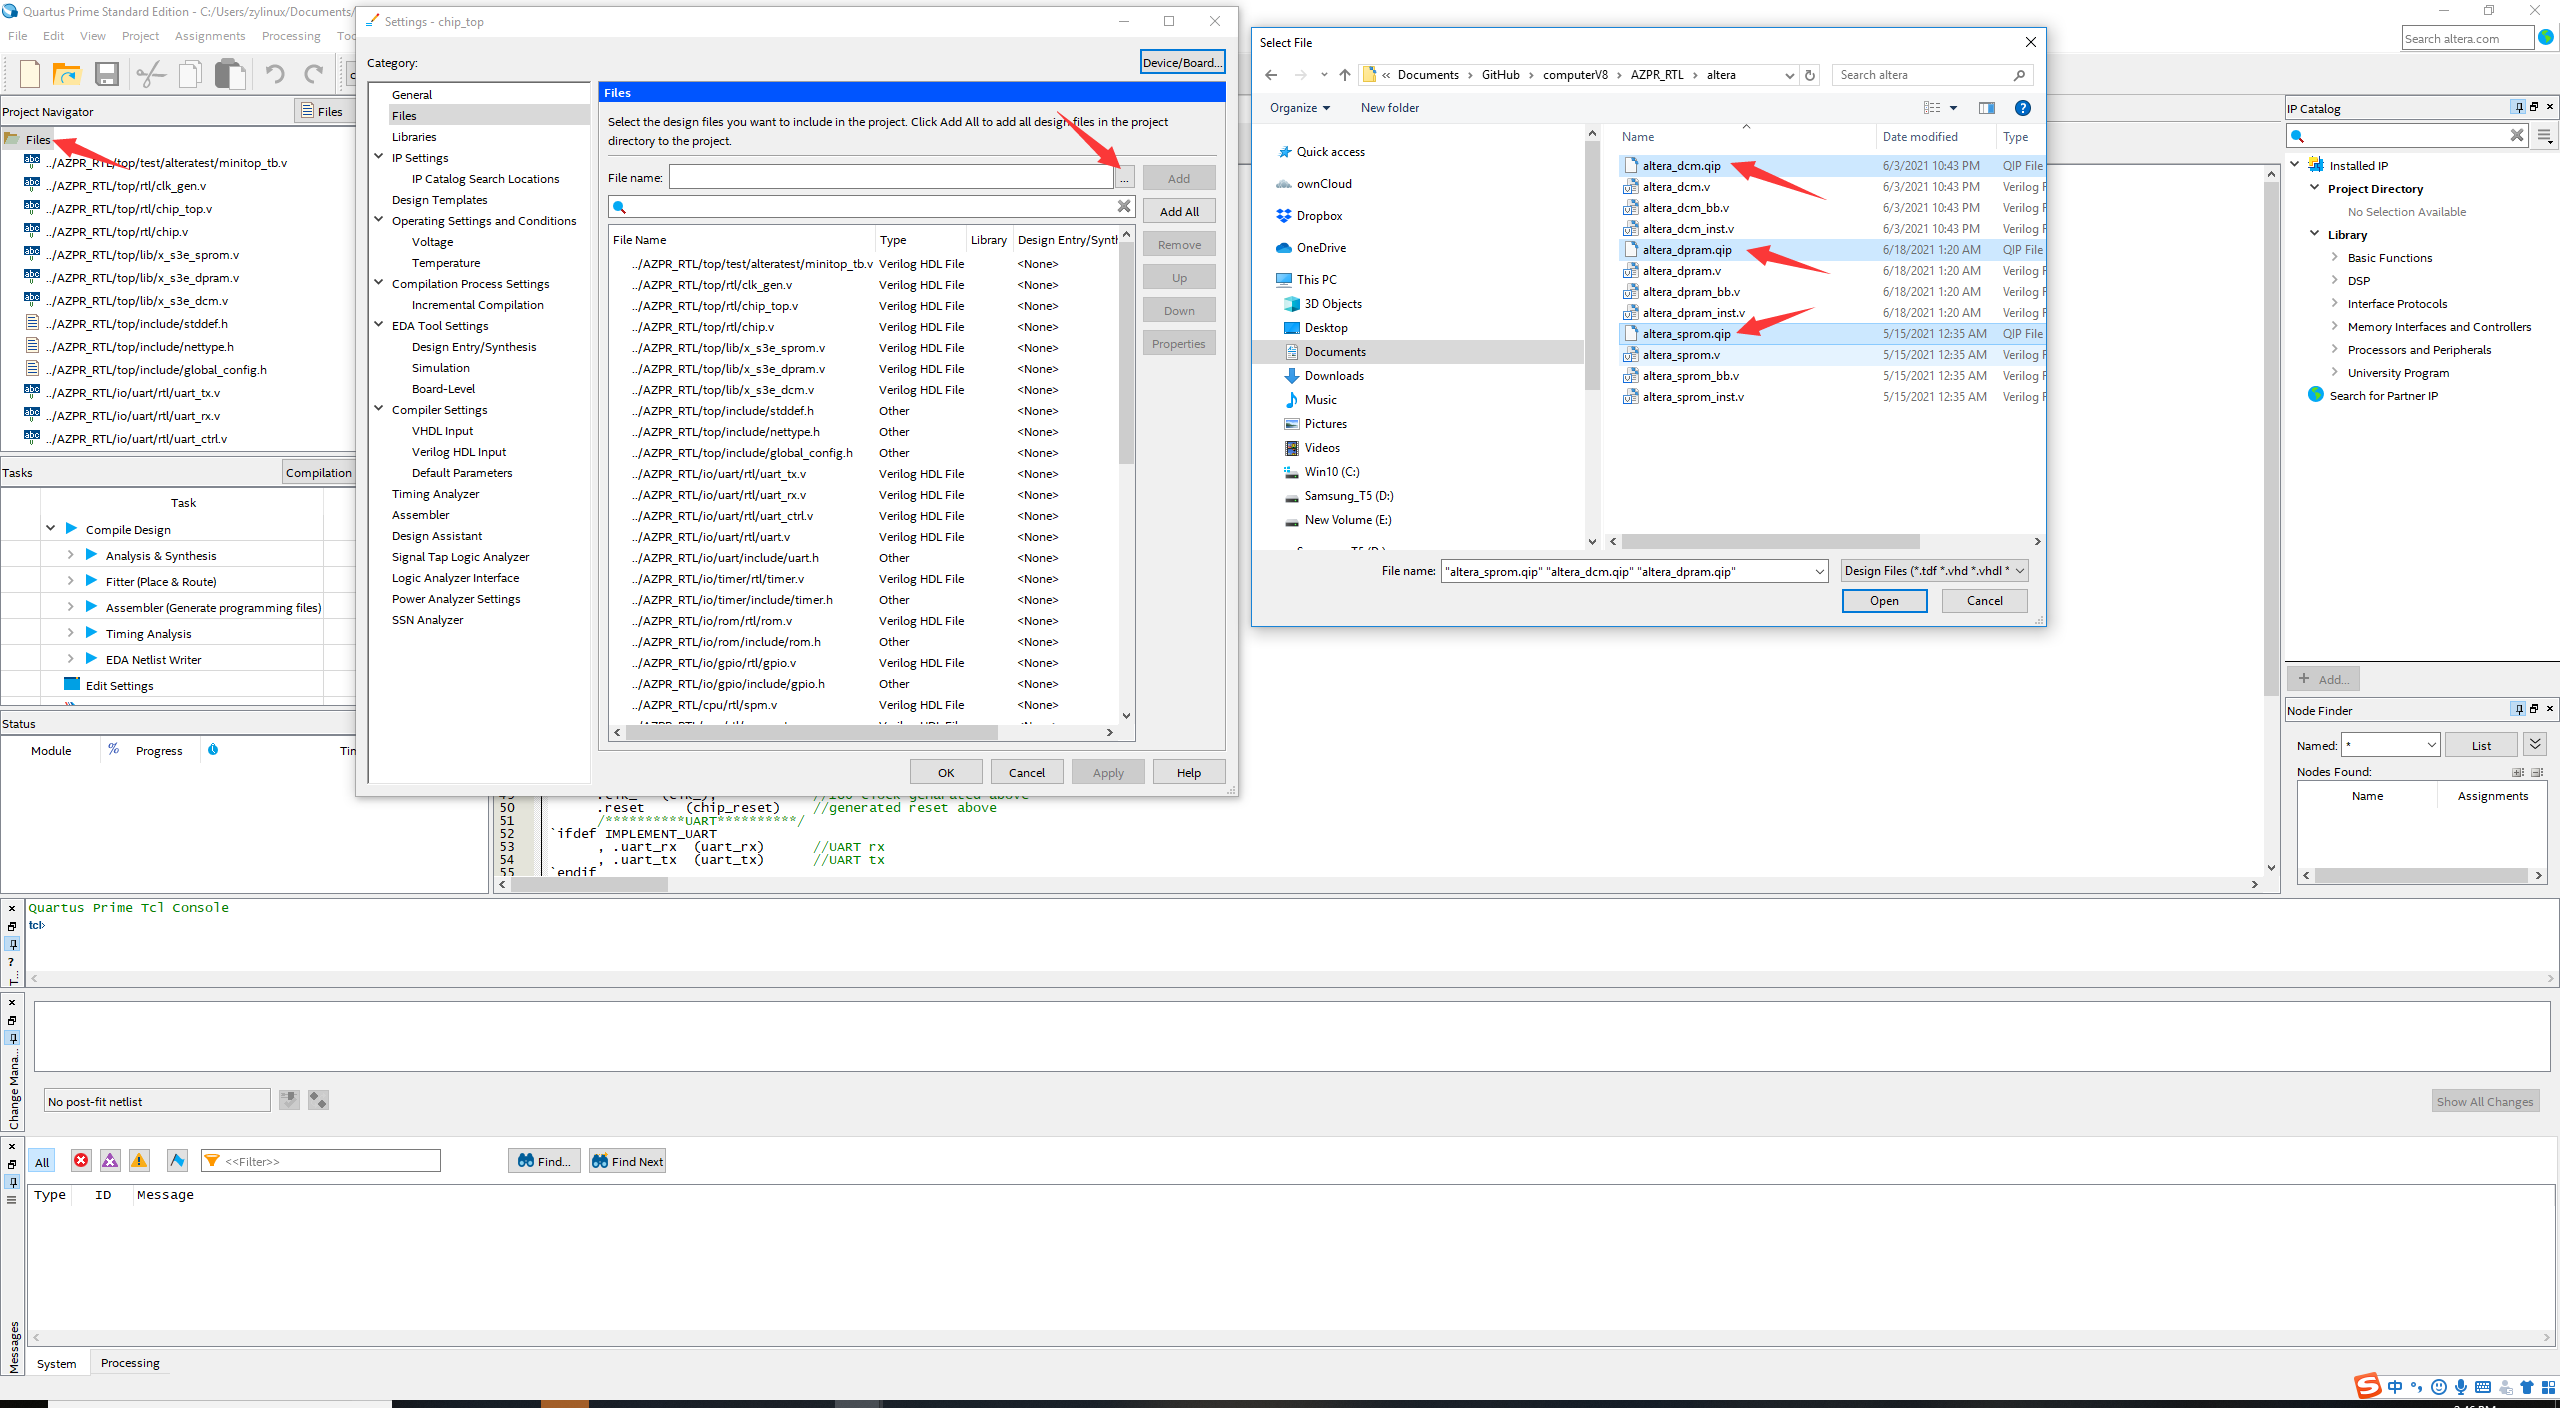 Quartus Prime Standard Edition - C:/Users/zylinux/Documents/
File Edit View Project Assignments Processing
Search altera.com
Project Navigator
Files
Files
../AZPR_RTL/top/test/alteratest/minitop_tb.v
../AZPR_RTL/top/rtl/clk_gen.v
../AZPR_RTL/top/rtl/chip_top.v
../AZPR_RTL/top/rtl/chip.v
../AZPR_RTL/top/lib/x_s3e_sprom.v
../AZPR_RTL/top/lib/x_s3e_dpram.v
../AZPR_RTL/top/lib/x_s3e_dcm.v
../AZPR_RTL/top/include/stddef.h
../AZPR_RTL/top/include/nettype.h
../AZPR_RTL/top/include/global_config.h
../AZPR_RTL/io/uart/rtl/uart_tx.v
../AZPR_RTL/io/uart/rtl/uart_rx.v
../AZPR_RTL/io/uart/rtl/uart_ctrl.v
Tasks
Compilation
Task
Compile Design
Analysis & Synthesis
Fitter (Place & Route)
Assembler (Generate programming files)
Timing Analysis
EDA Netlist Writer
Edit Settings
Status
Module % Progress
Settings - chip_top
Category:
Device/Board...
General
Files
Libraries
IP Settings
IP Catalog Search Locations
Design Templates
Operating Settings and Conditions
Voltage
Temperature
Compilation Process Settings
Incremental Compilation
EDA Tool Settings
Design Entry/Synthesis
Simulation
Board-Level
Compiler Settings
VHDL Input
Verilog HDL Input
Default Parameters
Timing Analyzer
Assembler
Design Assistant
Signal Tap Logic Analyzer
Logic Analyzer Interface
Power Analyzer Settings
SSN Analyzer
Files
Select the design files you want to include in the project. Click Add All to add all design files in the project
directory to the project.
File name:
...
Add
Add All
Remove
Up
Down
Properties
File Name Type Library Design Entry/Synth
../AZPR_RTL/top/test/alteratest/minitop_tb.v Verilog HDL File <None>
../AZPR_RTL/top/rtl/clk_gen.v Verilog HDL File <None>
../AZPR_RTL/top/rtl/chip_top.v Verilog HDL File <None>
../AZPR_RTL/top/rtl/chip.v Verilog HDL File <None>
../AZPR_RTL/top/lib/x_s3e_sprom.v Verilog HDL File <None>
../AZPR_RTL/top/lib/x_s3e_dpram.v Verilog HDL File <None>
../AZPR_RTL/top/lib/x_s3e_dcm.v Verilog HDL File <None>
../AZPR_RTL/top/include/stddef.h Other <None>
../AZPR_RTL/top/include/nettype.h Other <None>
../AZPR_RTL/top/include/global_config.h Other <None>
../AZPR_RTL/io/uart/rtl/uart_tx.v Verilog HDL File <None>
../AZPR_RTL/io/uart/rtl/uart_rx.v Verilog HDL File <None>
../AZPR_RTL/io/uart/rtl/uart_ctrl.v Verilog HDL File <None>
../AZPR_RTL/io/uart/rtl/uart.v Verilog HDL File <None>
../AZPR_RTL/io/uart/include/uart.h Other <None>
../AZPR_RTL/io/timer/rtl/timer.v Verilog HDL File <None>
../AZPR_RTL/io/timer/include/timer.h Other <None>
../AZPR_RTL/io/rom/rtl/rom.v Verilog HDL File <None>
../AZPR_RTL/io/rom/include/rom.h Other <None>
../AZPR_RTL/io/gpio/rtl/gpio.v Verilog HDL File <None>
../AZPR_RTL/io/gpio/include/gpio.h Other <None>
../AZPR_RTL/cpu/rtl/spm.v Verilog HDL File <None>
OK Cancel Apply Help
Select File
« Documents > GitHub > computerV8 > AZPR_RTL > altera
Search altera
Organize New folder
Quick access
ownCloud
Dropbox
OneDrive
This PC
3D Objects
Desktop
Documents
Downloads
Music
Pictures
Videos
Win10 (C:)
Samsung_T5 (D:)
New Volume (E:)
Name Date modified Type
altera_dcm.qip 6/3/2021 10:43 PM QIP File
altera_dcm.v 6/3/2021 10:43 PM Verilog F
altera_dcm_bb.v 6/3/2021 10:43 PM Verilog F
altera_dcm_inst.v 6/3/2021 10:43 PM Verilog F
altera_dpram.qip 6/18/2021 1:20 AM QIP File
altera_dpram.v 6/18/2021 1:20 AM Verilog F
altera_dpram_bb.v 6/18/2021 1:20 AM Verilog F
altera_dpram_inst.v 6/18/2021 1:20 AM Verilog F
altera_sprom.qip 5/15/2021 12:35 AM QIP File
altera_sprom.v 5/15/2021 12:35 AM Verilog F
altera_sprom_bb.v 5/15/2021 12:35 AM Verilog F
altera_sprom_inst.v 5/15/2021 12:35 AM Verilog F
File name: "altera_sprom.qip" "altera_dcm.qip" "altera_dpram.qip"
Design Files (*.tdf *.vhd *.vhdl *
Open Cancel
IP Catalog
Installed IP
Project Directory
No Selection Available
Library
Basic Functions
DSP
Interface Protocols
Memory Interfaces and Controllers
Processors and Peripherals
University Program
Search for Partner IP
+ Add...
Node Finder
Named: * List
Nodes Found:
Name Assignments
50 .reset (chip_reset) //generated reset above
51 /**********UART**********/
52 `ifdef IMPLEMENT_UART
53 , .uart_rx (uart_rx) //UART rx
54 , .uart_tx (uart_tx) //UART tx
55 `endif
Quartus Prime Tcl Console
tcl>
Change Mana...
No post-fit netlist
Show All Changes
All
<<Filter>>
Find... Find Next
Type ID Message
Messages
System Processing
中